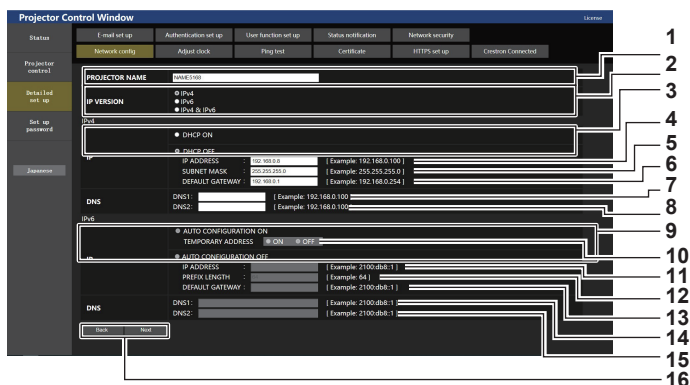 Projector Control Window
License
Status
E-mail set up
Authentication set up
User function set up
Status notification
Network security
Network config
Adjust clock
Ping test
Certificate
HTTPS set up
Crestron Connected
Projector
control
Detailed
set up
Set up
password
Japanese
PROJECTOR NAME
NAME5168
IP VERSION
IPv4
IPv6
IPv4 & IPv6
IPv4
IP
DHCP ON
DHCP OFF
IP ADDRESS : 192.168.0.8 [ Example: 192.168.0.100 ]
SUBNET MASK : 255.255.255.0 [ Example: 255.255.255.0 ]
DEFAULT GATEWAY : 192.168.0.1 [ Example: 192.168.0.254 ]
DNS
DNS1: [ Example: 192.168.0.100
DNS2: [ Example: 192.168.0.100
IPv6
IP
AUTO CONFIGURATION ON
TEMPORARY ADDRESS ON OFF
AUTO CONFIGURATION OFF
IP ADDRESS : [ Example: 2100:db8::1 ]
PREFIX LENGTH : [ Example: 64 ]
DEFAULT GATEWAY : [ Example: 2100:db8::1 ]
DNS
DNS1: [ Example: 2100:db8::1 ]
DNS2: [ Example: 2100:db8::1 ]
Back Next
1
2
3
4
5
6
7
8
9
10
11
12
13
14
15
16